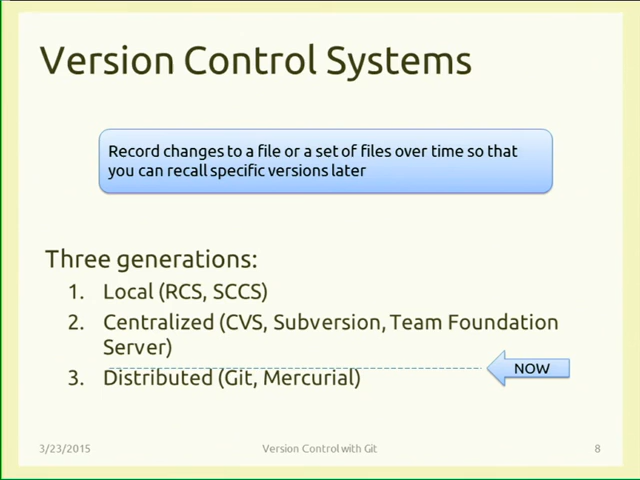 Version Control Systems
Record changes to a file or a set of files over time so that
you can recall specific versions later
Three generations:
1. Local (RCS, SCCS)
2. Centralized (CVS, Subversion, Team Foundation
Server)
NOW
3. Distributed (Git, Mercurial)
3/23/2015 Version Control with Git 8